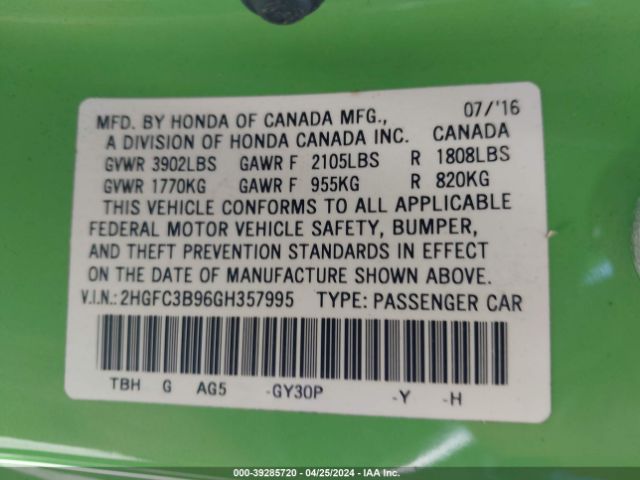 MFD. BY HONDA OF CANADA MFG., 07/'16
A DIVISION OF HONDA CANADA INC. CANADA
GVWR 3902LBS GAWR F 2105LBS R 1808LBS
GVWR 1770KG GAWR F 955KG R 820KG
THIS VEHICLE CONFORMS TO ALL APPLICABLE
FEDERAL MOTOR VEHICLE SAFETY, BUMPER,
AND THEFT PREVENTION STANDARDS IN EFFECT
ON THE DATE OF MANUFACTURE SHOWN ABOVE.
V.I.N.: 2HGFC3B96GH357995 TYPE: PASSENGER CAR
TBH G AG5 -GY30P -Y -H
000-39285720 - 04/25/2024 - IAA Inc.